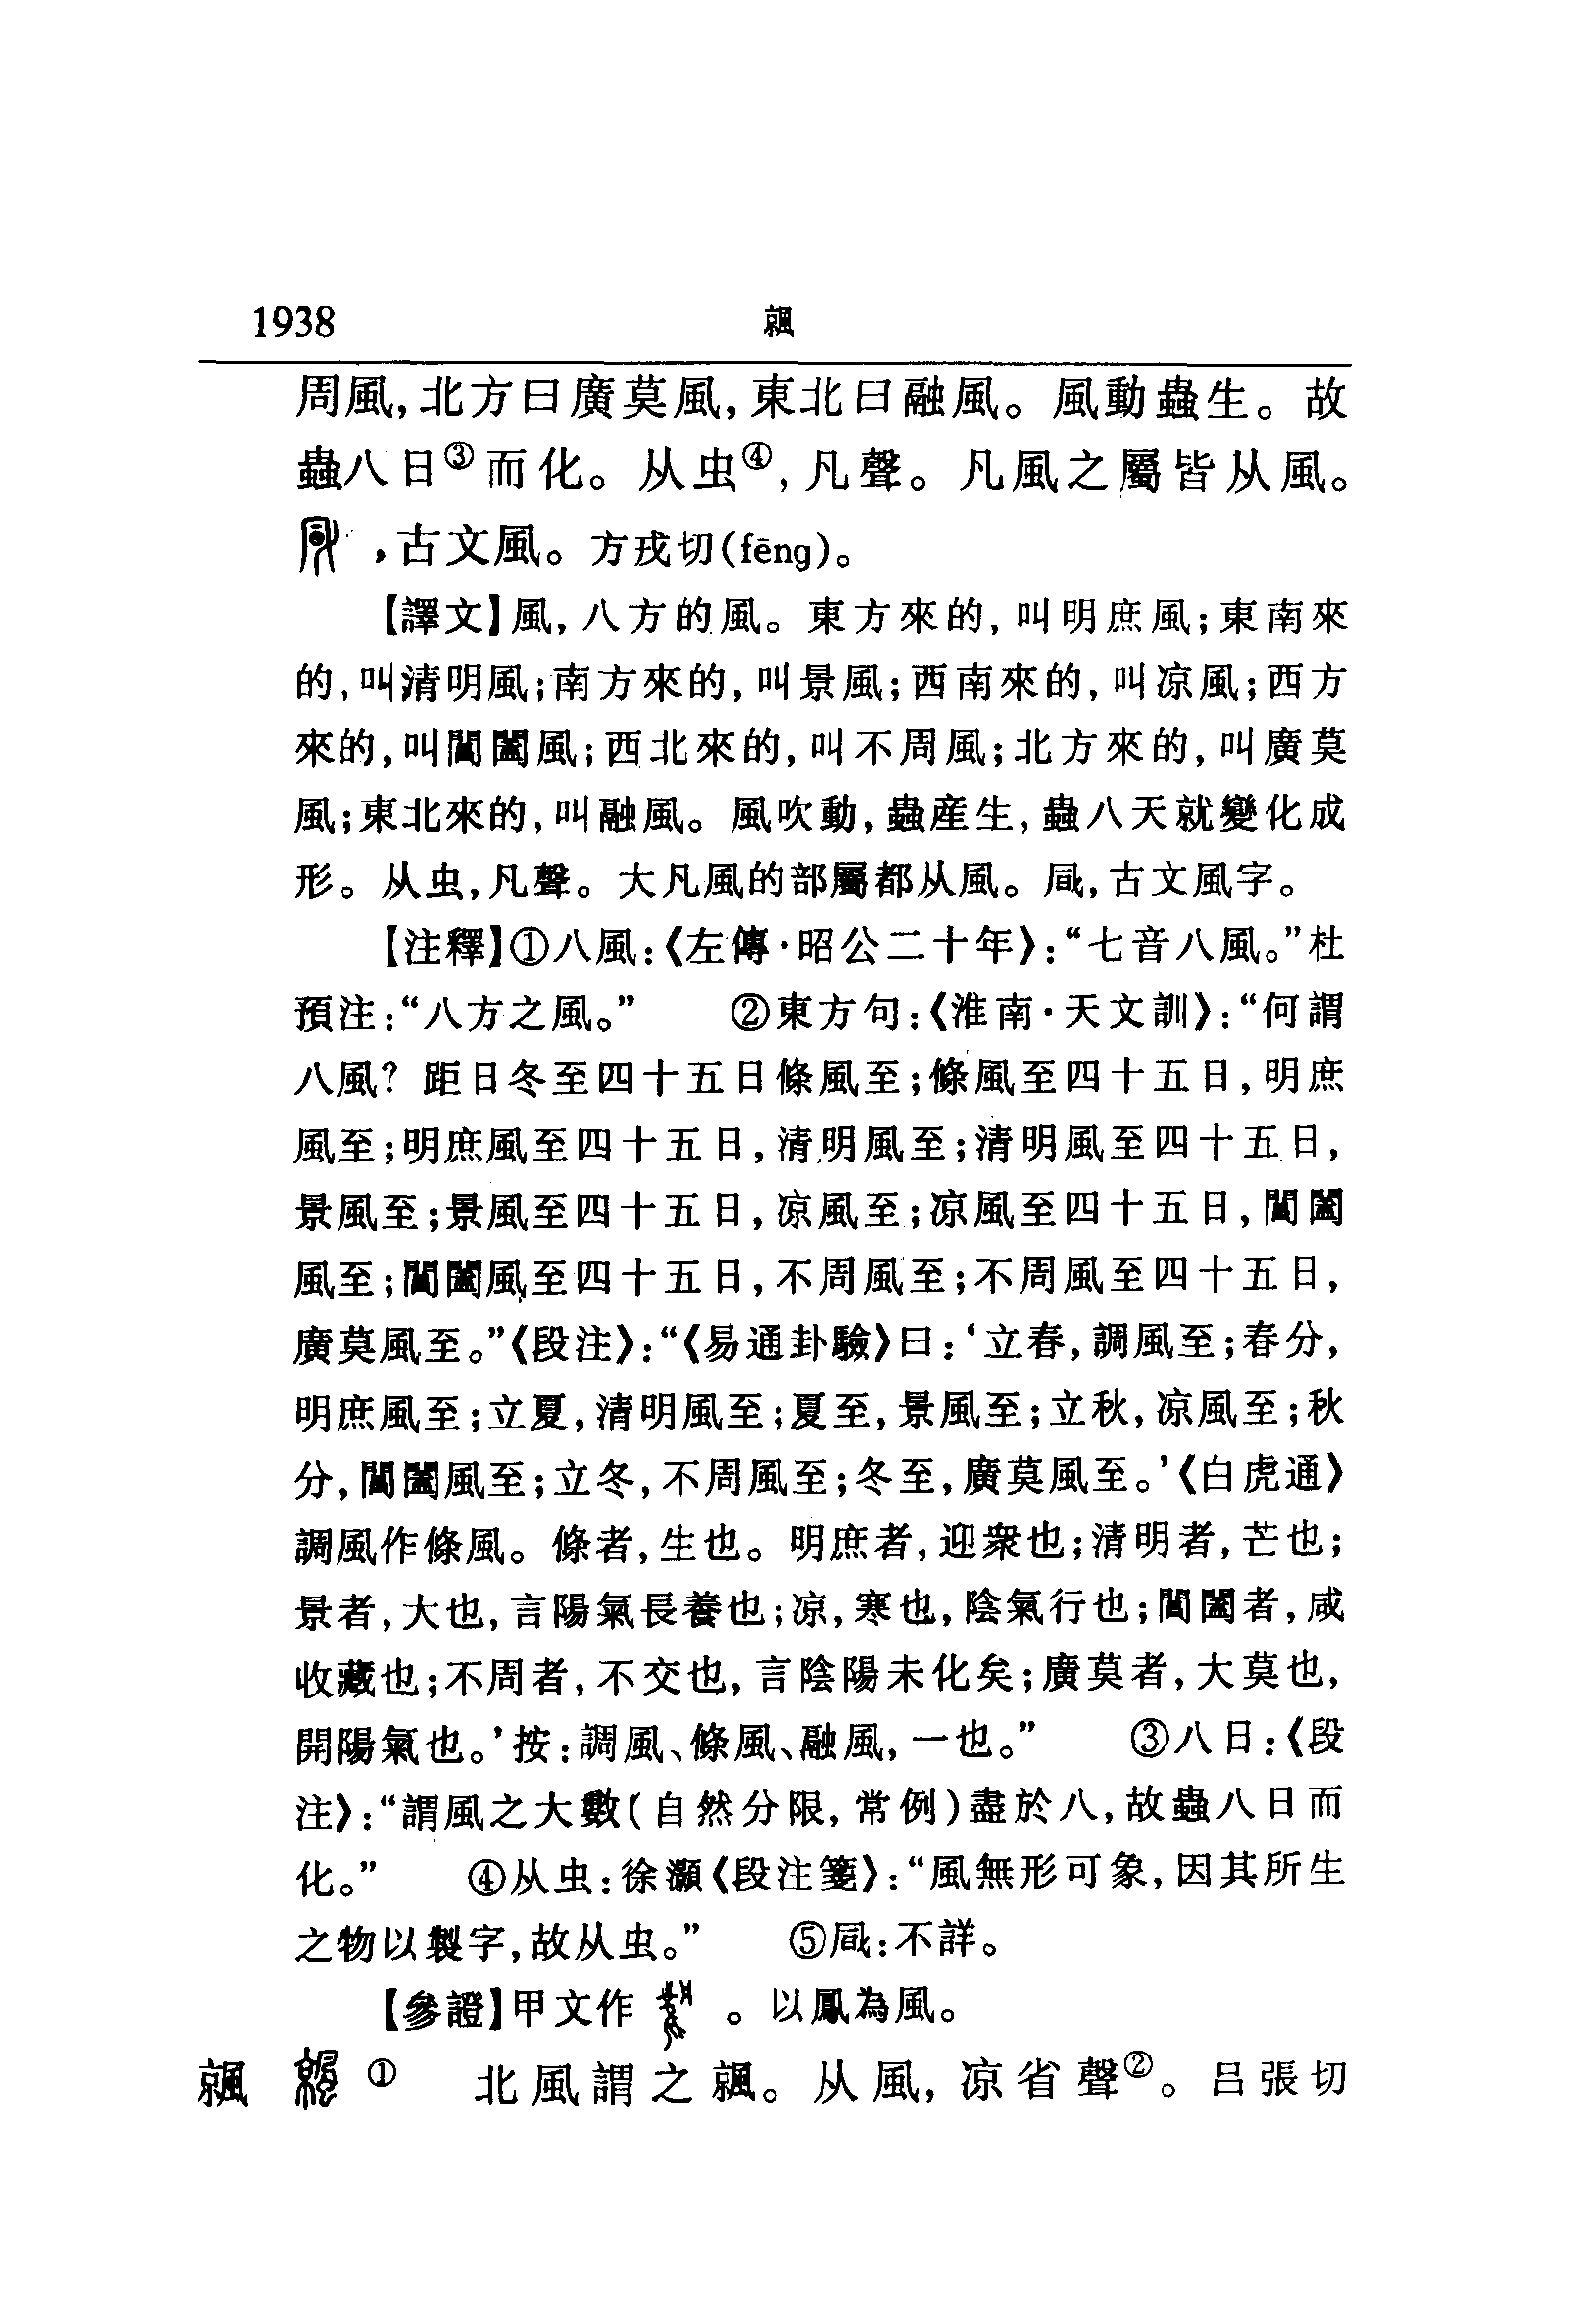 1938 䬅
周風，北方曰廣莫風，東北曰融風。風動蟲生。故
蟲八日③而化。从虫④，凡聲。凡風之屬皆从風。
，古文風。方戎切（fēng）。
【譯文】風，八方的風。東方來的，叫明庶風；東南來
的，叫清明風；南方來的，叫景風；西南來的，叫凉風；西方
來的，叫閶闔風；西北來的，叫不周風；北方來的，叫廣莫
風；東北來的，叫融風。風吹動，蟲産生，蟲八天就變化成
形。从虫，凡聲。大凡風的部屬都从風。凬，古文風字。
【注釋】①八風：《左傳·昭公二十年》：“七音八風。”杜
預注：“八方之風。” ②東方句：《淮南·天文訓》：“何謂
八風？距日冬至四十五日條風至；條風至四十五日，明庶
風至；明庶風至四十五日，清明風至；清明風至四十五日，
景風至；景風至四十五日，凉風至；凉風至四十五日，閶闔
風至；閶闔風至四十五日，不周風至；不周風至四十五日，
廣莫風至。”《段注》：“《易通卦驗》曰：‘立春，調風至；春分，
明庶風至；立夏，清明風至；夏至，景風至；立秋，凉風至；秋
分，閶闔風至；立冬，不周風至；冬至，廣莫風至。’《白虎通》
調風作條風。條者，生也。明庶者，迎衆也；清明者，芒也；
景者，大也，言陽氣長養也；凉，寒也，陰氣行也；閶闔者，咸
收藏也；不周者，不交也，言陰陽未化矣；廣莫者，大莫也，
開陽氣也。’按：調風、條風、融風，一也。” ③八日：《段
注》：“謂風之大數（自然分限，常例）盡於八，故蟲八日而
化。” ④从虫：徐灝《段注箋》：“風無形可象，因其所生
之物以製字，故从虫。” ⑤凬：不詳。
【參證】甲文作 。以鳳為風。
䬅 ① 北風謂之䬅。从風，凉省聲②。吕張切